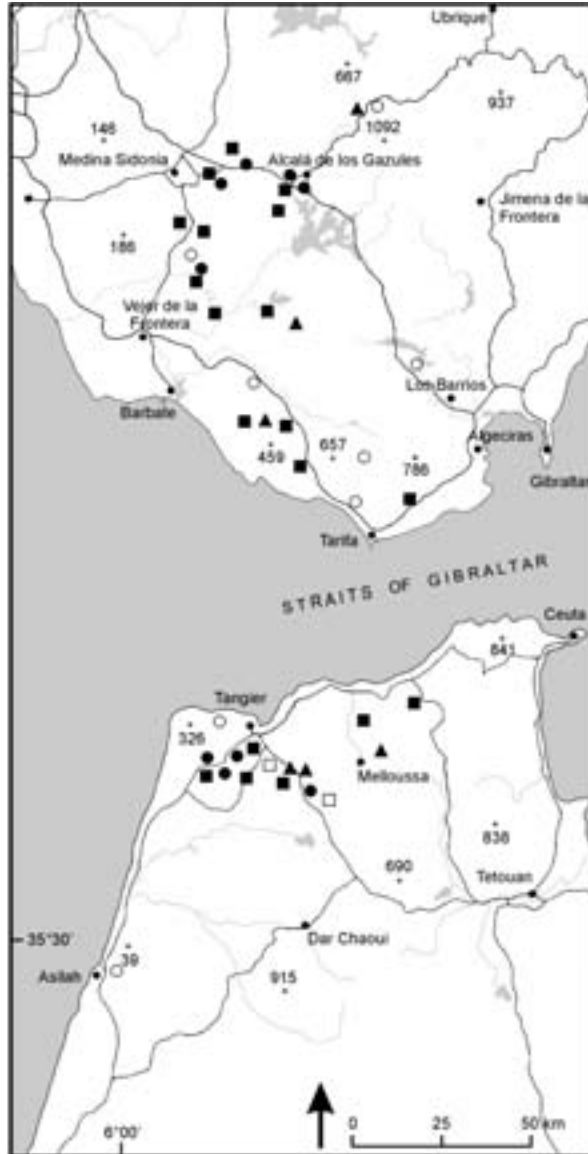 Ubrique
667
937
1092
146
Medina Sidonia
Alcalá de los Gazules
Jimena de la
Frontera
186
Vejer de la
Frontera
Los Barrios
Barbate
459
657
786
Algeciras
Gibraltar
Tarifa
STRAITS OF GIBRALTAR
Ceuta
841
Tangier
326
Melloussa
838
690
Tetouan
35°30'
Dar Chaoui
39
Asilah
915
6°00'
0 25 50 km